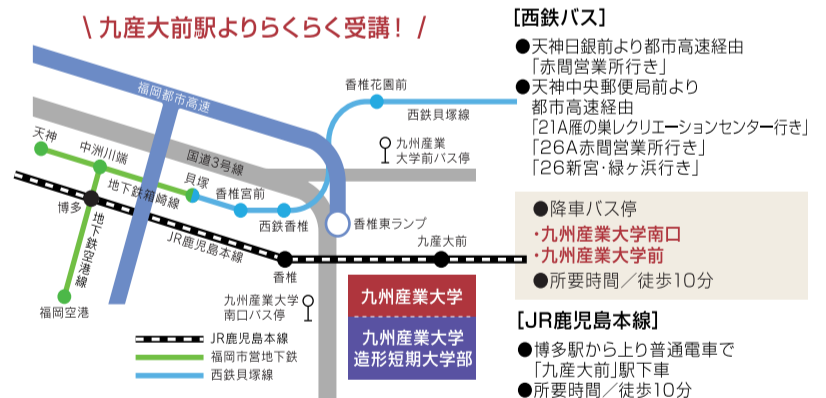 \ 九産大前駅よりらくらく受講！ /
福岡都市高速
香椎花園前
西鉄貝塚線
天神
中洲川端
国道3号線
九州産業
大学前バス停
貝塚
地下鉄箱崎線
香椎宮前
博多
西鉄香椎
香椎東ランプ
地下鉄空港線
JR鹿児島本線
九産大前
香椎
福岡空港
九州産業大学
南口バス停
九州産業大学
九州産業大学
造形短期大学部
JR鹿児島本線
福岡市営地下鉄
西鉄貝塚線
[西鉄バス]
●天神日銀前より都市高速経由
「赤間営業所行き」
●天神中央郵便局前より
都市高速経由
「21A雁の巣レクリエーションセンター行き」
「26A赤間営業所行き」
「26新宮・緑ヶ浜行き」
●降車バス停
・九州産業大学南口
・九州産業大学前
●所要時間／徒歩10分
[JR鹿児島本線]
●博多駅から上り普通電車で
「九産大前」駅下車
●所要時間／徒歩10分